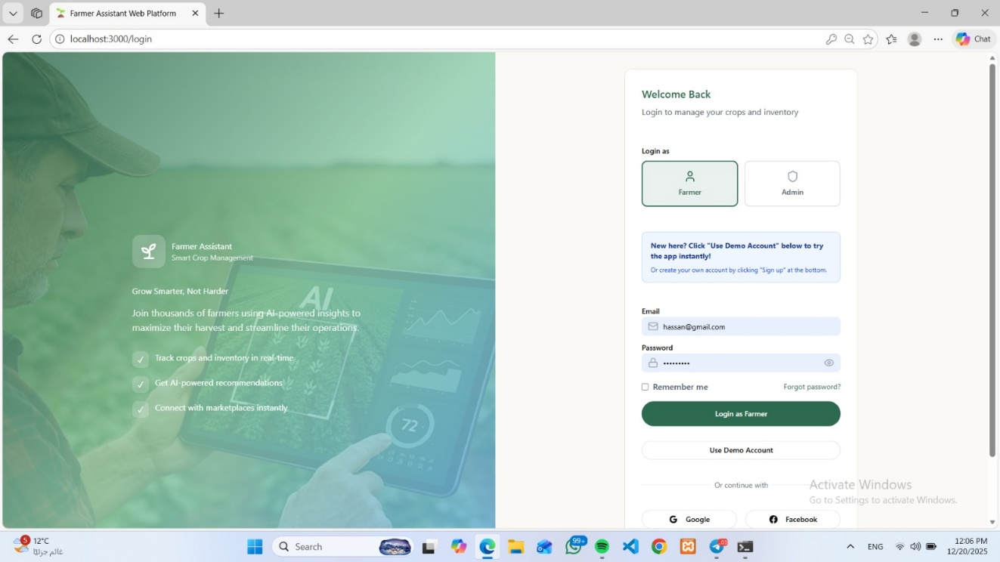 Farmer Assistant Web Platform
localhost:3000/login
Chat
Farmer Assistant
Smart Crop Management
Grow Smarter, Not Harder
Join thousands of farmers using AI-powered insights to
maximize their harvest and streamline their operations.
✓ Track crops and inventory in real-time
✓ Get AI-powered recommendations
✓ Connect with marketplaces instantly
AI
72
Welcome Back
Login to manage your crops and inventory
Login as
Farmer
Admin
New here? Click "Use Demo Account" below to try
the app instantly!
Or create your own account by clicking "Sign up" at the bottom.
Email
hassan@gmail.com
Password
•••••••••
Remember me
Forgot password?
Login as Farmer
Use Demo Account
Or continue with
Google
Facebook
Activate Windows
Go to Settings to activate Windows.
5
12°C
غائم جزئيًا
Search
99+
ENG
12:06 PM
12/20/2025